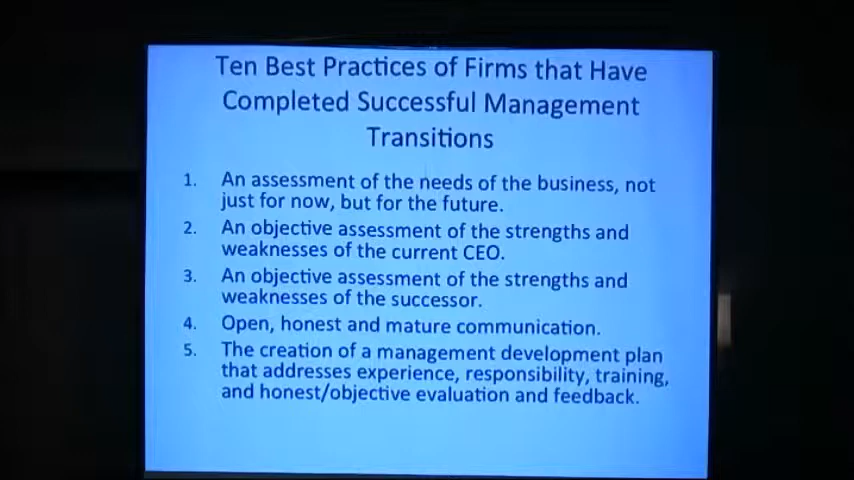 Ten Best Practices of Firms that Have
Completed Successful Management
Transitions
1. An assessment of the needs of the business, not
just for now, but for the future.
2. An objective assessment of the strengths and
weaknesses of the current CEO.
3. An objective assessment of the strengths and
weaknesses of the successor.
4. Open, honest and mature communication.
5. The creation of a management development plan
that addresses experience, responsibility, training,
and honest/objective evaluation and feedback.